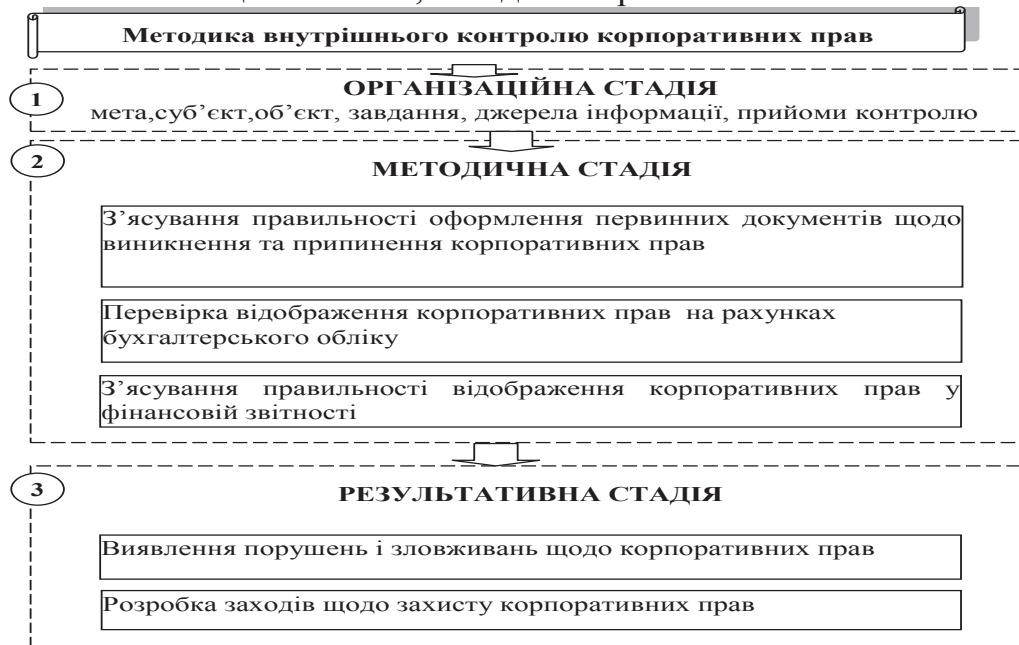 Методика внутрішнього контролю корпоративних прав
ОРГАНІЗАЦІЙНА СТАДІЯ
1
мета,суб’єкт,об’єкт, завдання, джерела інформації, прийоми контролю
2
МЕТОДИЧНА СТАДІЯ
З’ясування правильності оформлення первинних документів щодо
виникнення та припинення корпоративних прав
Перевірка відображення корпоративних прав на рахунках
бухгалтерського обліку
З’ясування правильності відображення корпоративних прав у
фінансовій звітності
3
РЕЗУЛЬТАТИВНА СТАДІЯ
Виявлення порушень і зловживань щодо корпоративних прав
Розробка заходів щодо захисту корпоративних прав